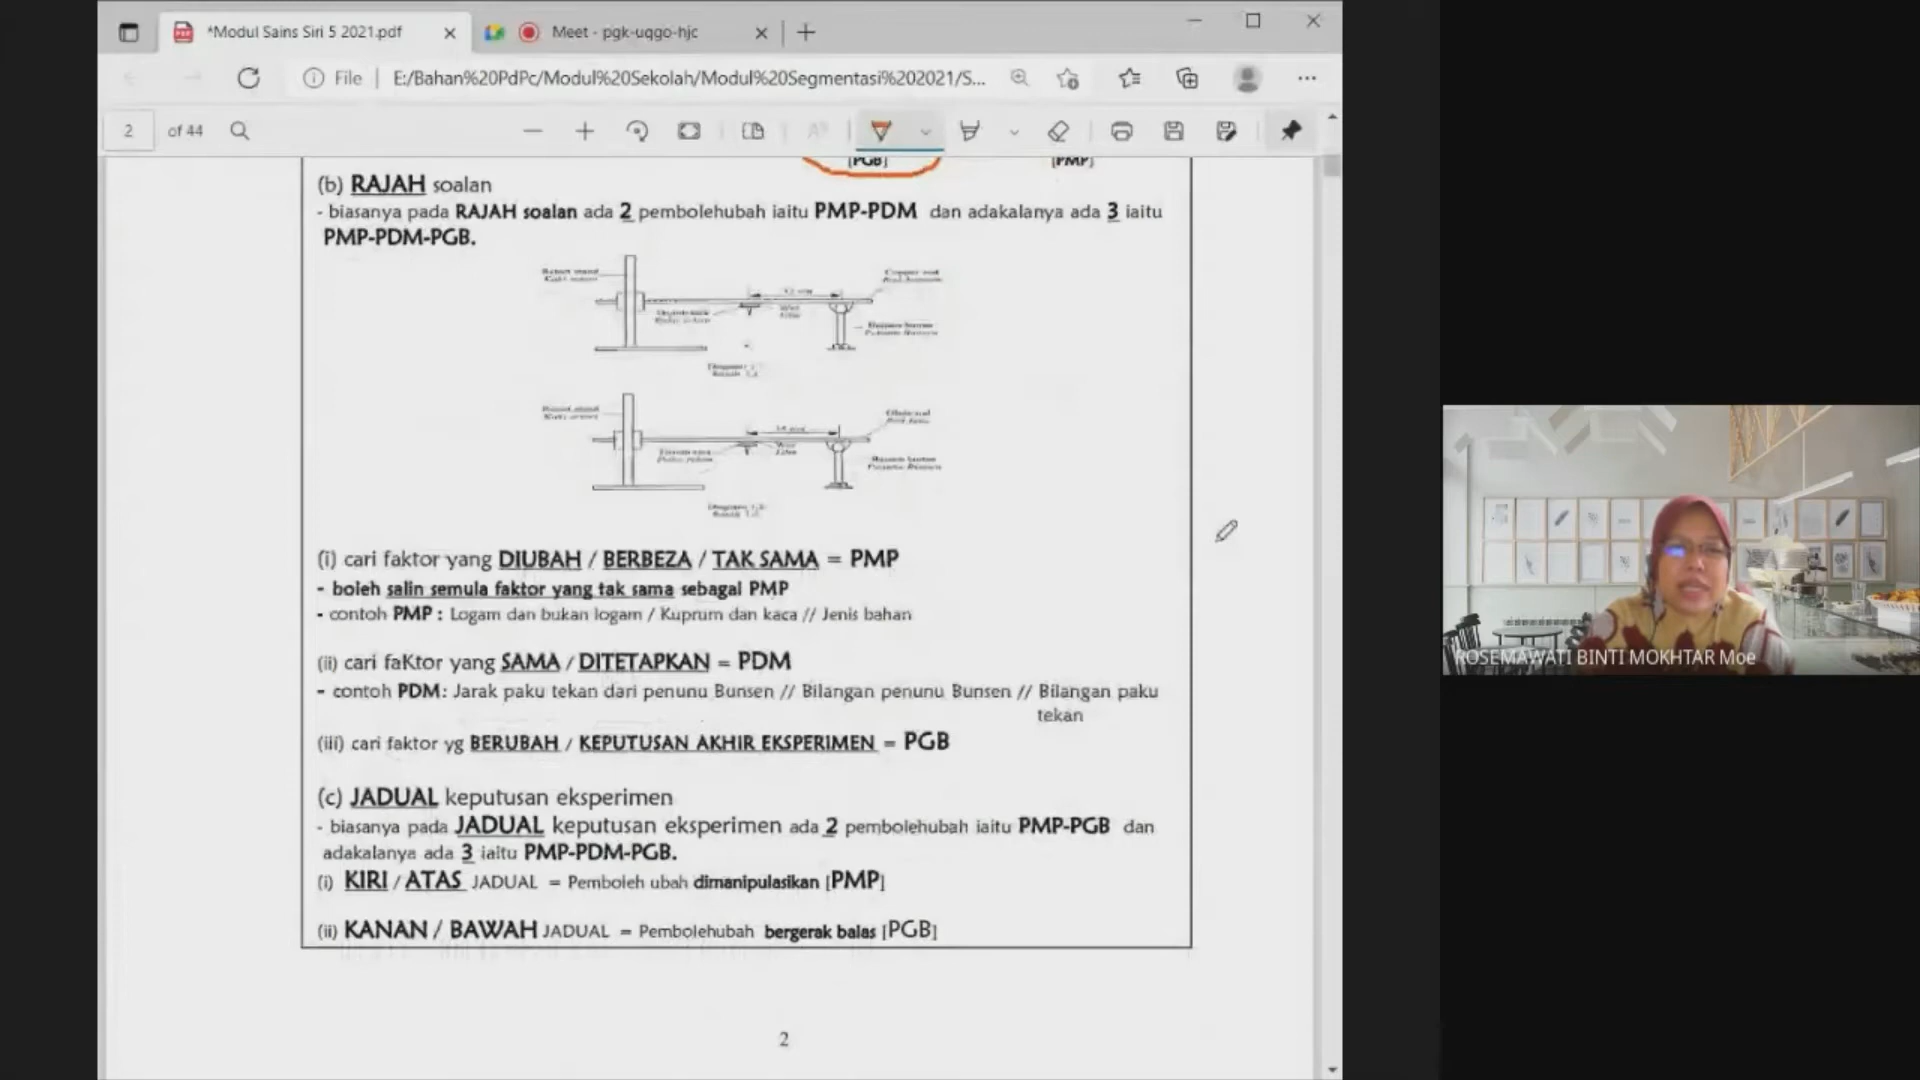 *Modul Sains Siri 5 2021.pdf
Meet - pgk-uqgo-hjc
File
E:/Bahan%20PdPc/Modul%20Sekolah/Modul%20Segmentasi%202021/S...
2 of 44
[PGB] [PMP]
(b) RAJAH soalan
- biasanya pada RAJAH soalan ada 2 pembolehubah iaitu PMP-PDM dan adakalanya ada 3 iaitu
PMP-PDM-PGB.
(i) cari faktor yang DIUBAH / BERBEZA / TAK SAMA = PMP
- boleh salin semula faktor yang tak sama sebagai PMP
- contoh PMP : Logam dan bukan logam / Kuprum dan kaca // Jenis bahan
(ii) cari faKtor yang SAMA / DITETAPKAN = PDM
- contoh PDM: Jarak paku tekan dari penunu Bunsen // Bilangan penunu Bunsen // Bilangan paku
tekan
(iii) cari faktor yg BERUBAH / KEPUTUSAN AKHIR EKSPERIMEN = PGB
(c) JADUAL keputusan eksperimen
- biasanya pada JADUAL keputusan eksperimen ada 2 pembolehubah iaitu PMP-PGB dan
adakalanya ada 3 iaitu PMP-PDM-PGB.
(i) KIRI / ATAS JADUAL = Pemboleh ubah dimanipulasikan [PMP]
(ii) KANAN / BAWAH JADUAL = Pembolehubah bergerak balas [PGB]
2
ROSEMAWATI BINTI MOKHTAR Moe